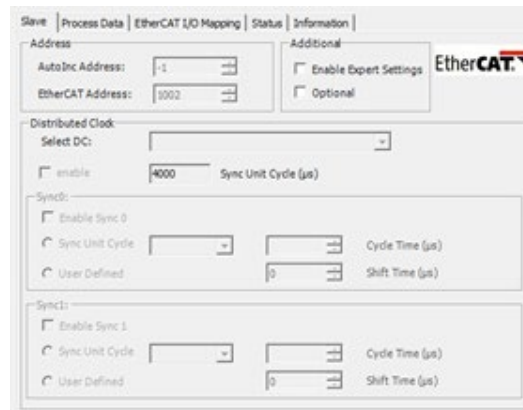 Slave Process Data EtherCAT I/O Mapping Status Information
Address
Additional
AutoInc Address: -1
Enable Expert Settings
EtherCAT.
EtherCAT Address: 1002
Optional
Distributed Clock
Select DC:
enable 4000 Sync Unit Cycle (µs)
Sync0:
Enable Sync 0
Sync Unit Cycle Cycle Time (µs)
User Defined 0 Shift Time (µs)
Sync1:
Enable Sync 1
Sync Unit Cycle Cycle Time (µs)
User Defined 0 Shift Time (µs)